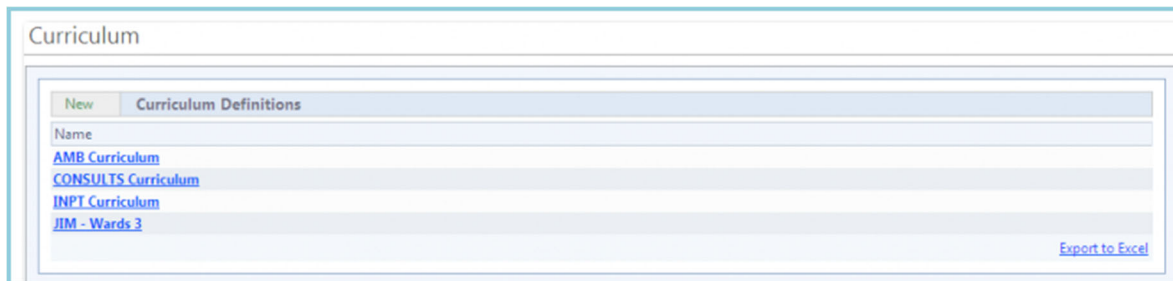 Curriculum
New Curriculum Definitions
Name
AMB Curriculum
CONSULTS Curriculum
INPT Curriculum
JIM - Wards 3
Export to Excel